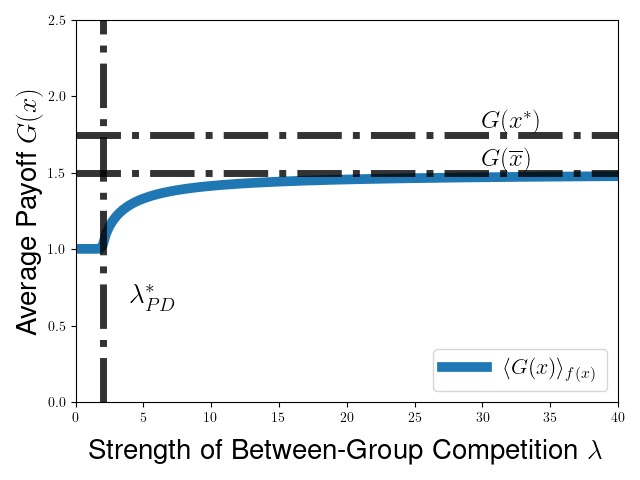 2.5
2.0
1.5
1.0
0.5
0.0
Average Payoff G(x)
G(x*)
G(x̅)
λ*_{PD}
⟨G(x)⟩_{f(x)}
0 5 10 15 20 25 30 35 40
Strength of Between-Group Competition λ